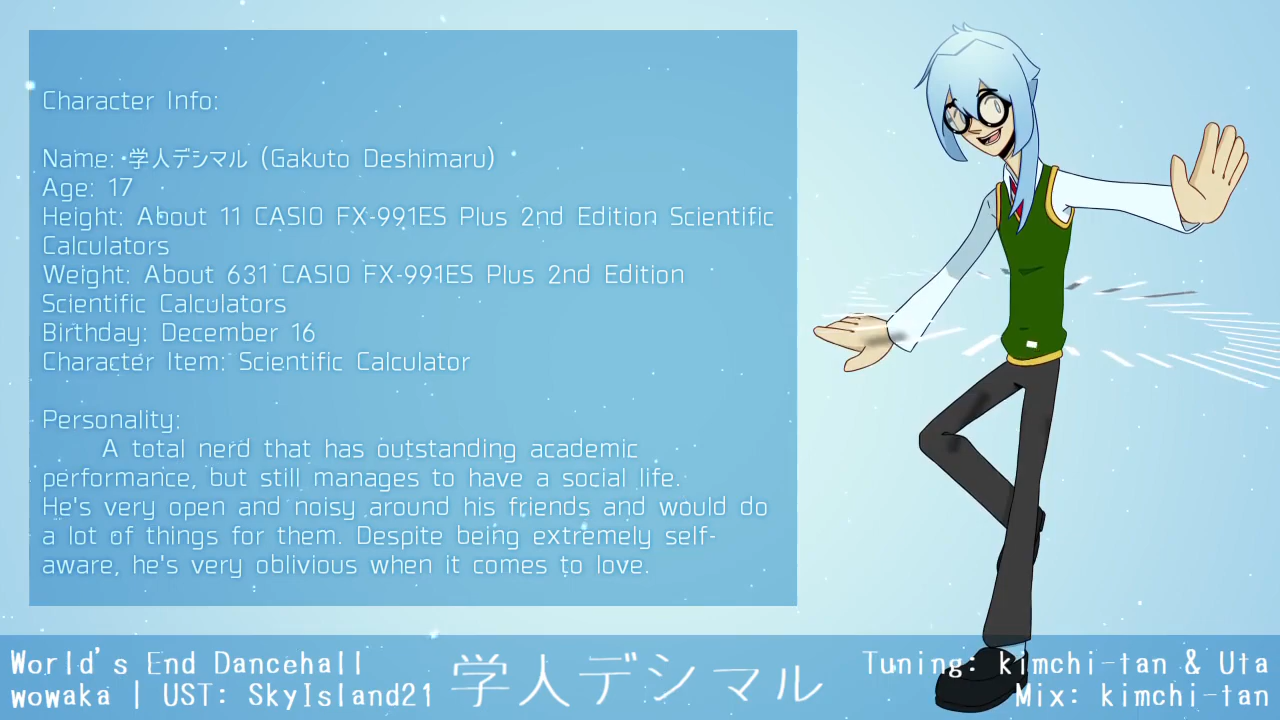 Character Info:
Name: 学人デシマル (Gakuto Deshimaru)
Age: 17
Height: About 11 CASIO FX-991ES Plus 2nd Edition Scientific
Calculators
Weight: About 631 CASIO FX-991ES Plus 2nd Edition
Scientific Calculators
Birthday: December 16
Character Item: Scientific Calculator
Personality:
A total nerd that has outstanding academic
performance, but still manages to have a social life.
He's very open and noisy around his friends and would do
a lot of things for them. Despite being extremely self-
aware, he's very oblivious when it comes to love.
World's End Dancehall
wowaka | UST: SkyIsland21
学人デシマル
Tuning: kimchi-tan & Uta
Mix: kimchi-tan